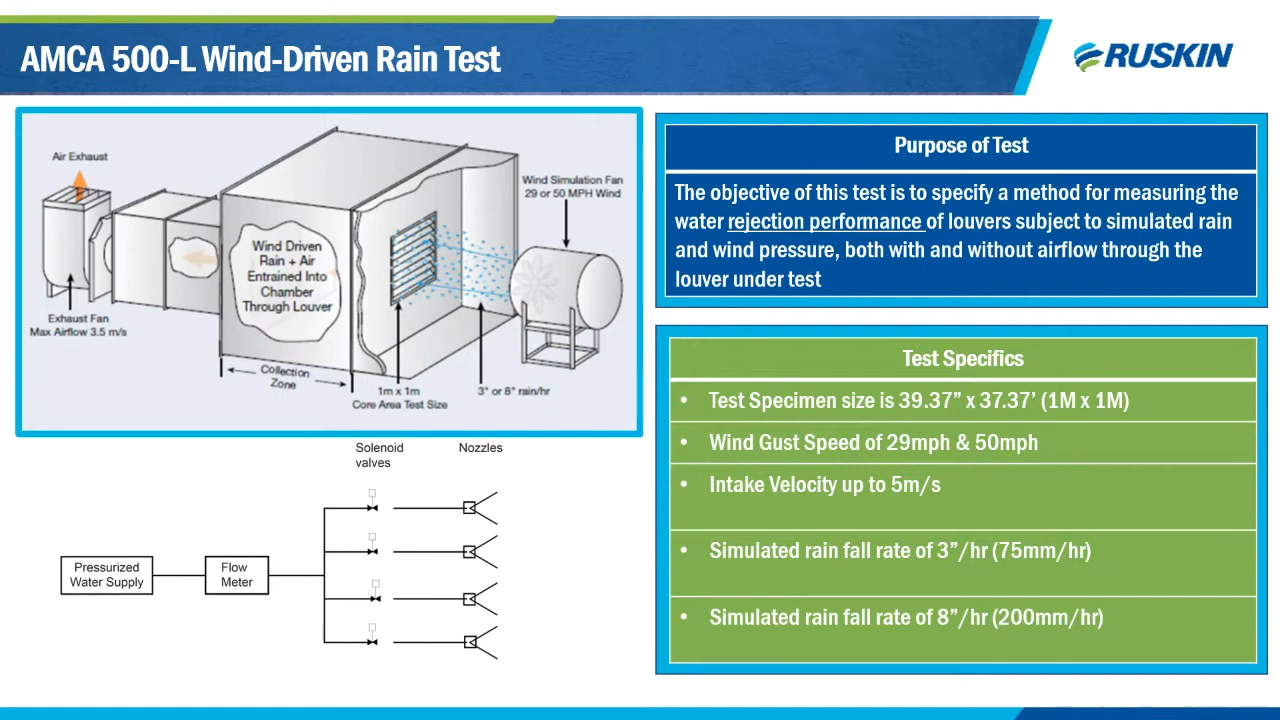 AMCA 500-L Wind-Driven Rain Test
RUSKIN
Air Exhaust
Wind Simulation Fan
29 or 50 MPH Wind
Wind Driven
Rain + Air
Entrained Into
Chamber
Through Louver
Exhaust Fan
Max Airflow 3.5 m/s
Collection
Zone
1m x 1m
Core Area Test Size
3" or 8" rain/hr
Solenoid
valves
Nozzles
Pressurized
Water Supply
Flow
Meter
Purpose of Test
The objective of this test is to specify a method for measuring the
water rejection performance of louvers subject to simulated rain
and wind pressure, both with and without airflow through the
louver under test
Test Specifics
• Test Specimen size is 39.37” x 37.37’ (1M x 1M)
• Wind Gust Speed of 29mph & 50mph
• Intake Velocity up to 5m/s
• Simulated rain fall rate of 3”/hr (75mm/hr)
• Simulated rain fall rate of 8”/hr (200mm/hr)